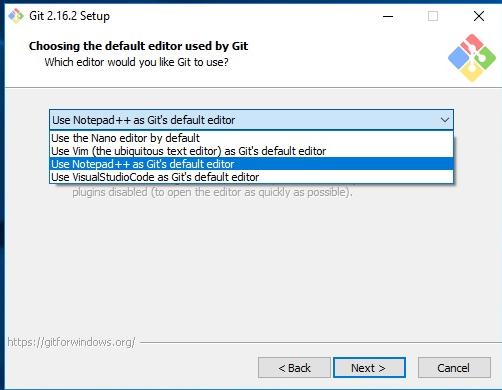 Git 2.16.2 Setup
Choosing the default editor used by Git
Which editor would you like Git to use?
Use Notepad++ as Git's default editor
Use the Nano editor by default
Use Vim (the ubiquitous text editor) as Git's default editor
Use Notepad++ as Git's default editor
Use VisualStudioCode as Git's default editor
plugins disabled (to open the editor as quickly as possible).
https://gitforwindows.org/
< Back
Next >
Cancel